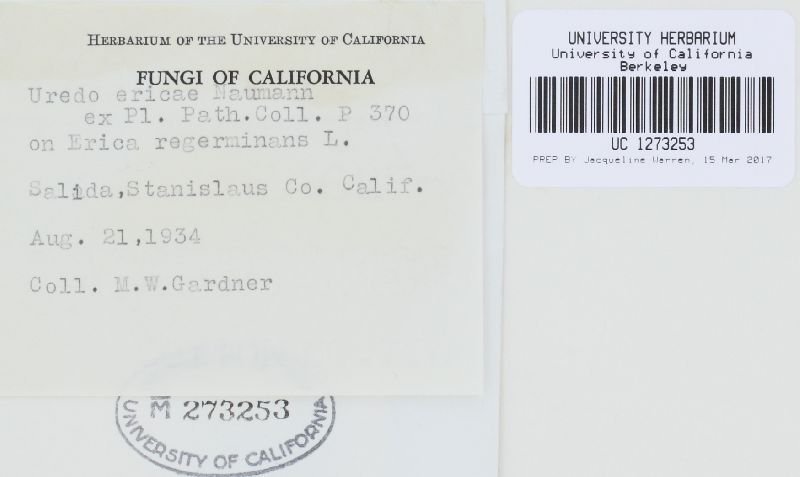 HERBARIUM OF THE UNIVERSITY OF CALIFORNIA
FUNGI OF CALIFORNIA
Uredo ericae Naumann
ex Pl. Path.Coll. P 370
on Erica regerminans L.
Salida,Stanislaus Co. Calif.
Aug. 21,1934
Coll. M.W.Gardner
M 273253
UNIVERSITY OF CALIFORNIA
UNIVERSITY HERBARIUM
University of California
Berkeley
UC 1273253
PREP BY Jacqueline Warren, 15 Mar 2017